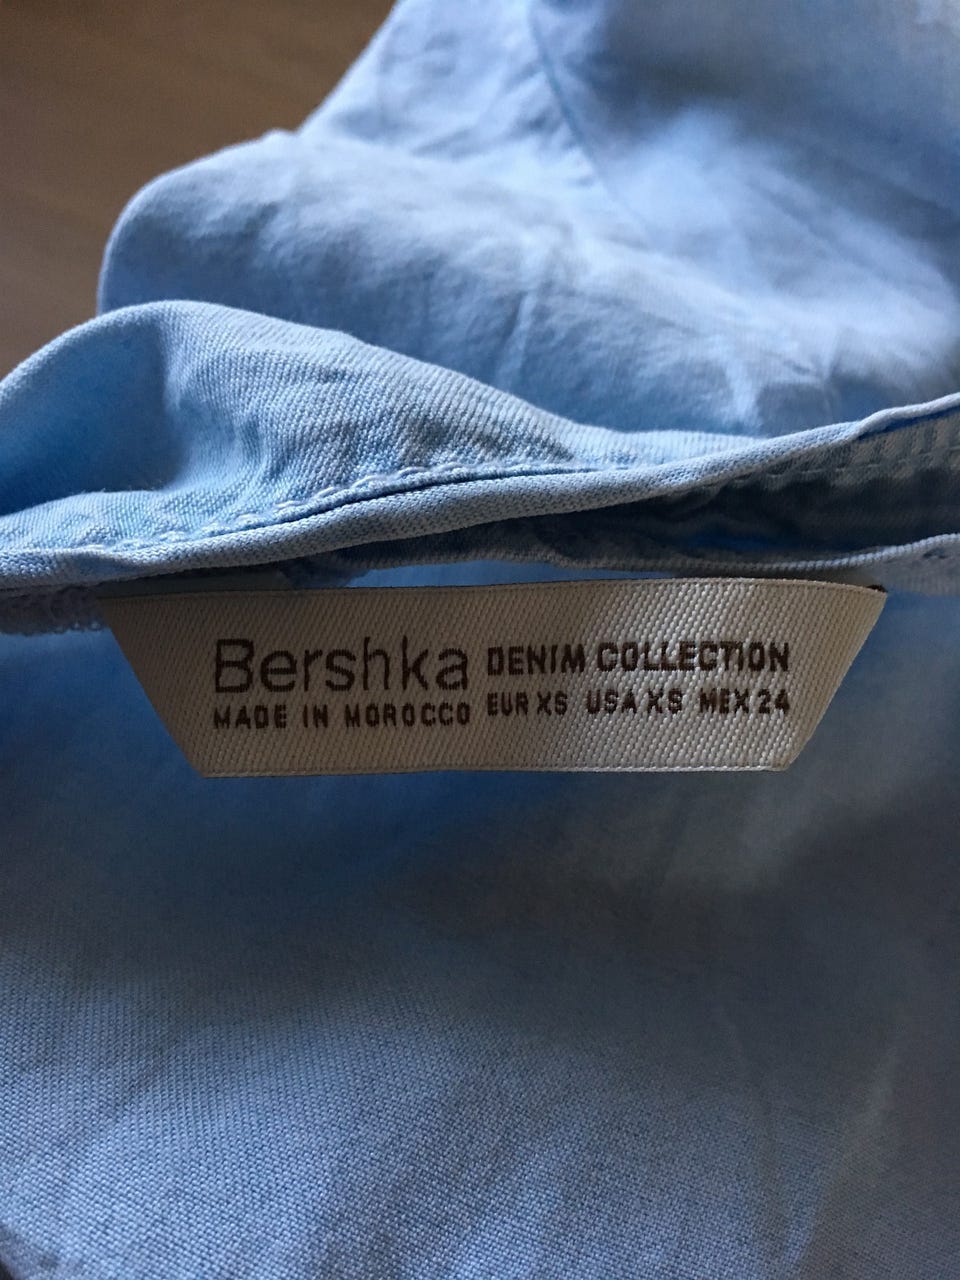 Bershka DENIM COLLECTION
MADE IN MOROCCO EUR XS USA XS MEX 24